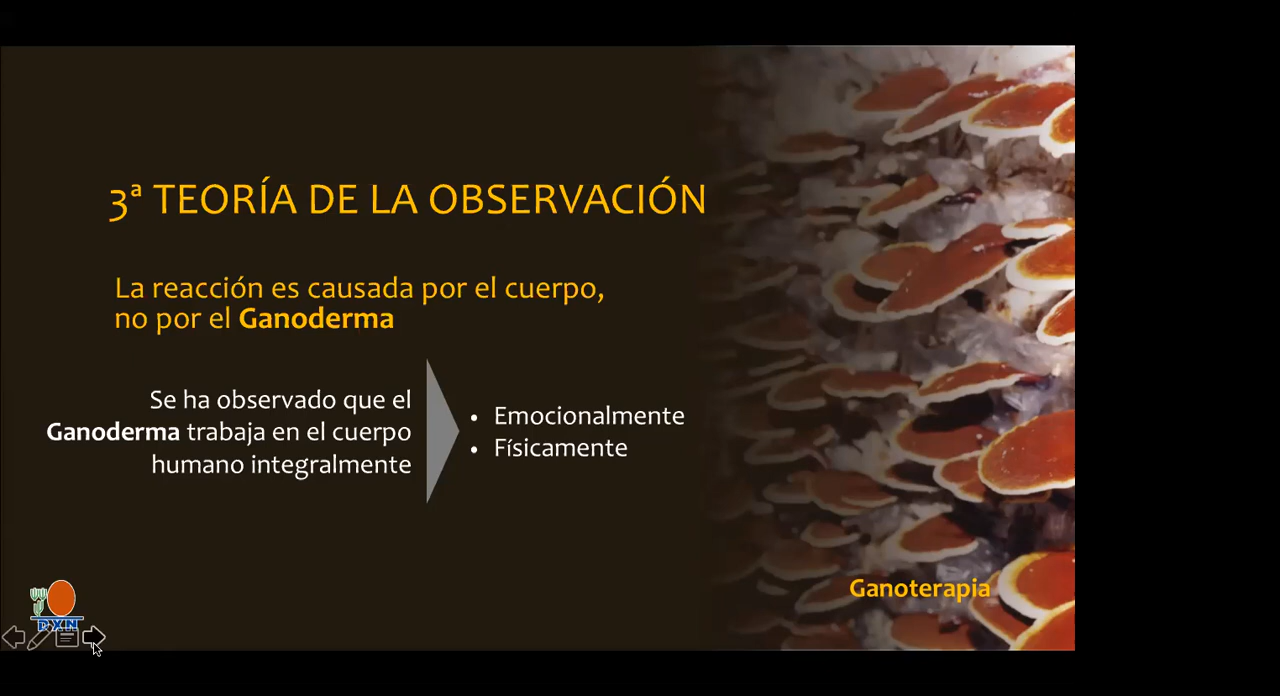 3ª TEORÍA DE LA OBSERVACIÓN
La reacción es causada por el cuerpo,
no por el Ganoderma
Se ha observado que el
Ganoderma trabaja en el cuerpo
humano integralmente
• Emocionalmente
• Físicamente
Ganoterapia
DXN